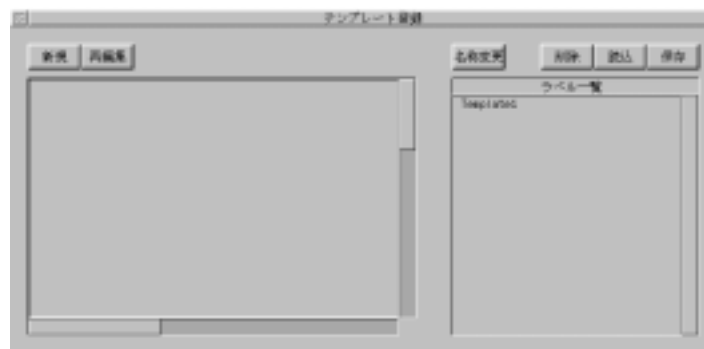 テンプレート登録
新規 再編集 名称変更 削除 読込 保存
ラベル一覧
Template1